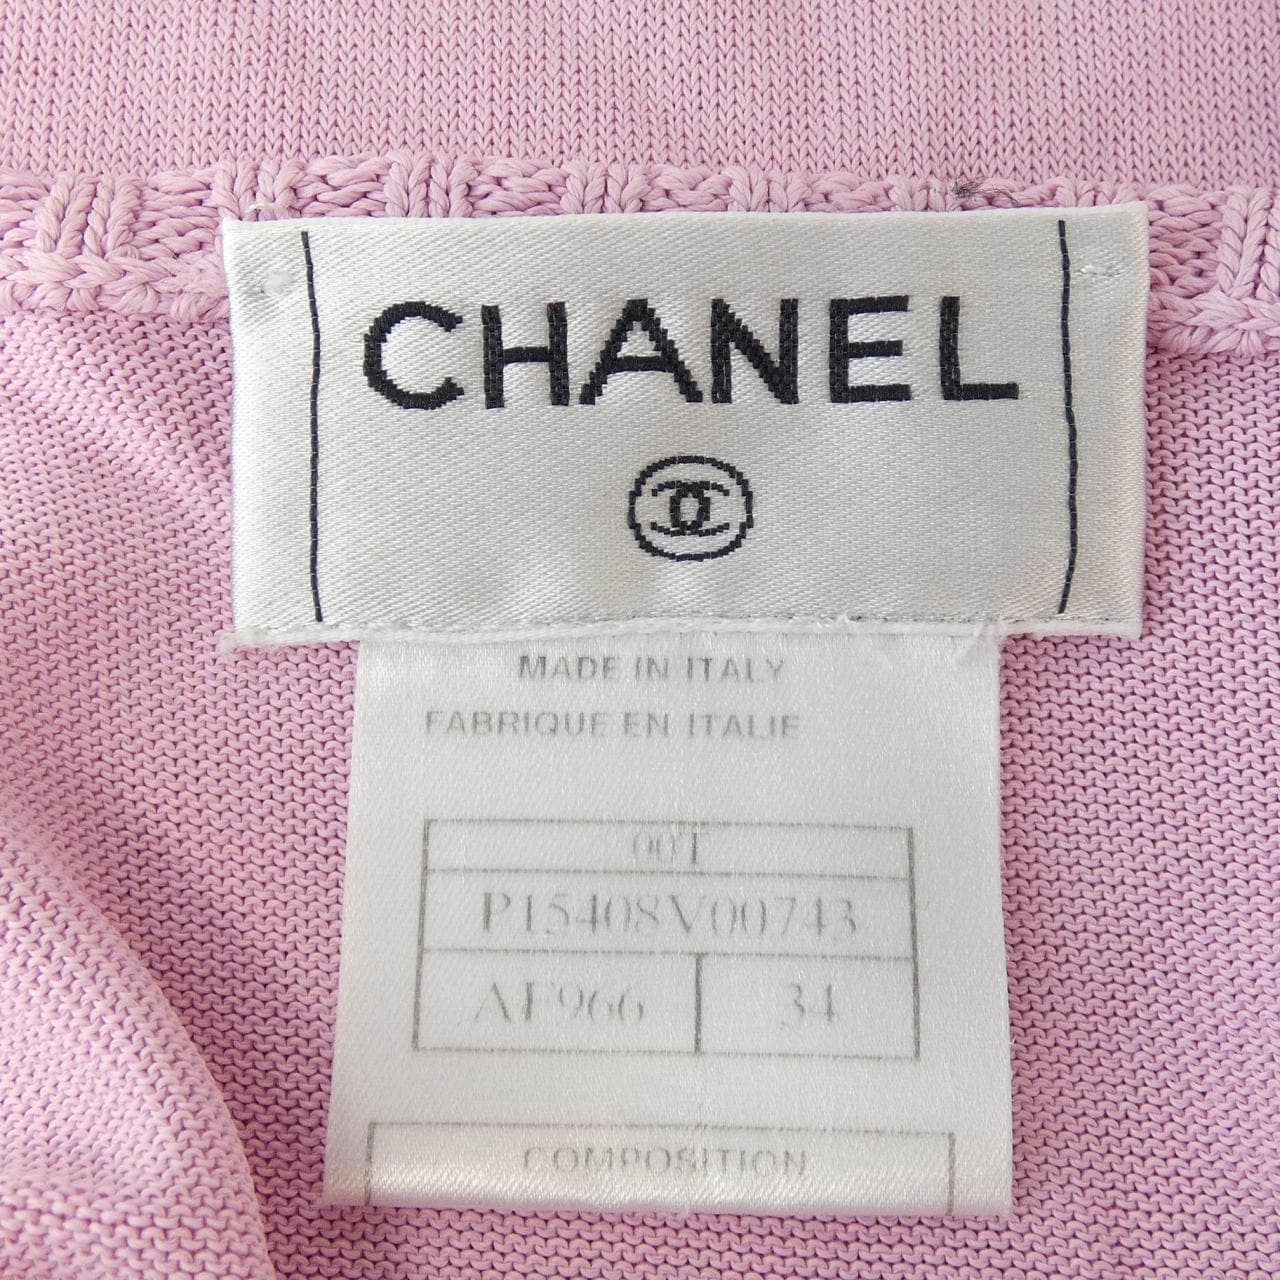 CHANEL
MADE IN ITALY
FABRIQUE EN ITALIE
00T
P15408V00743
AF966 34
COMPOSITION